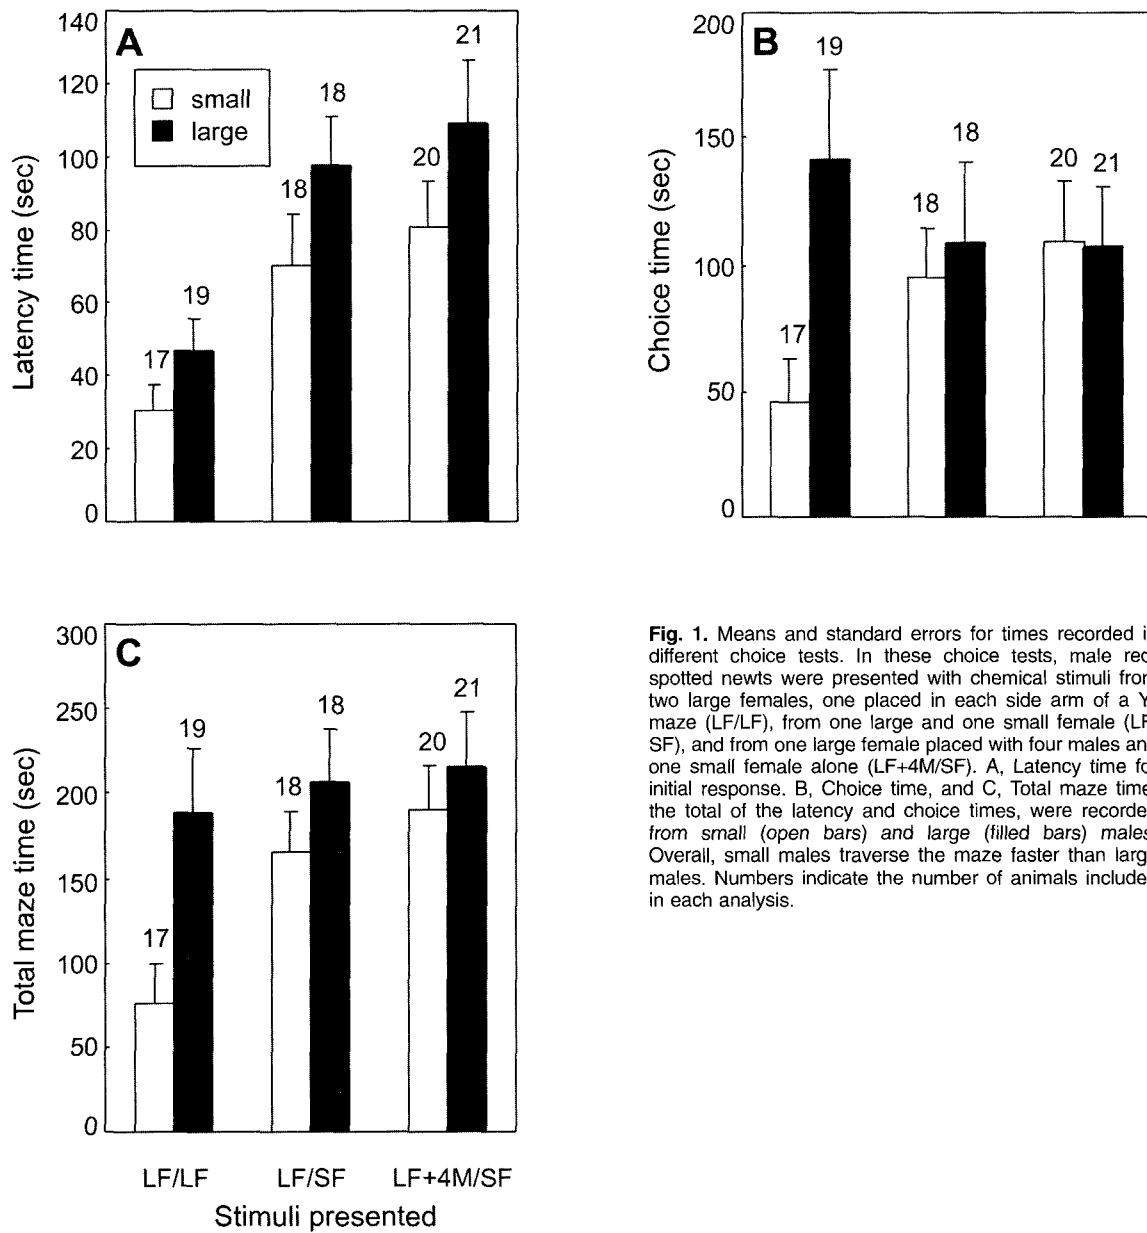 A
140
120
100
80
60
40
20
0
Latency time (sec)
small
large
17
19
18
18
20
21
B
200
150
100
50
0
Choice time (sec)
17
19
18
18
20
21
C
300
250
200
150
100
50
0
Total maze time (sec)
17
19
18
18
20
21
LF/LF LF/SF LF+4M/SF
Stimuli presented
Fig. 1. Means and standard errors for times recorded i
different choice tests. In these choice tests, male rec
spotted newts were presented with chemical stimuli fron
two large females, one placed in each side arm of a Y
maze (LF/LF), from one large and one small female (LF
SF), and from one large female placed with four males an
one small female alone (LF+4M/SF). A, Latency time fo
initial response. B, Choice time, and C, Total maze time
the total of the latency and choice times, were recorde
from small (open bars) and large (filled bars) males
Overall, small males traverse the maze faster than larg
males. Numbers indicate the number of animals include
in each analysis.